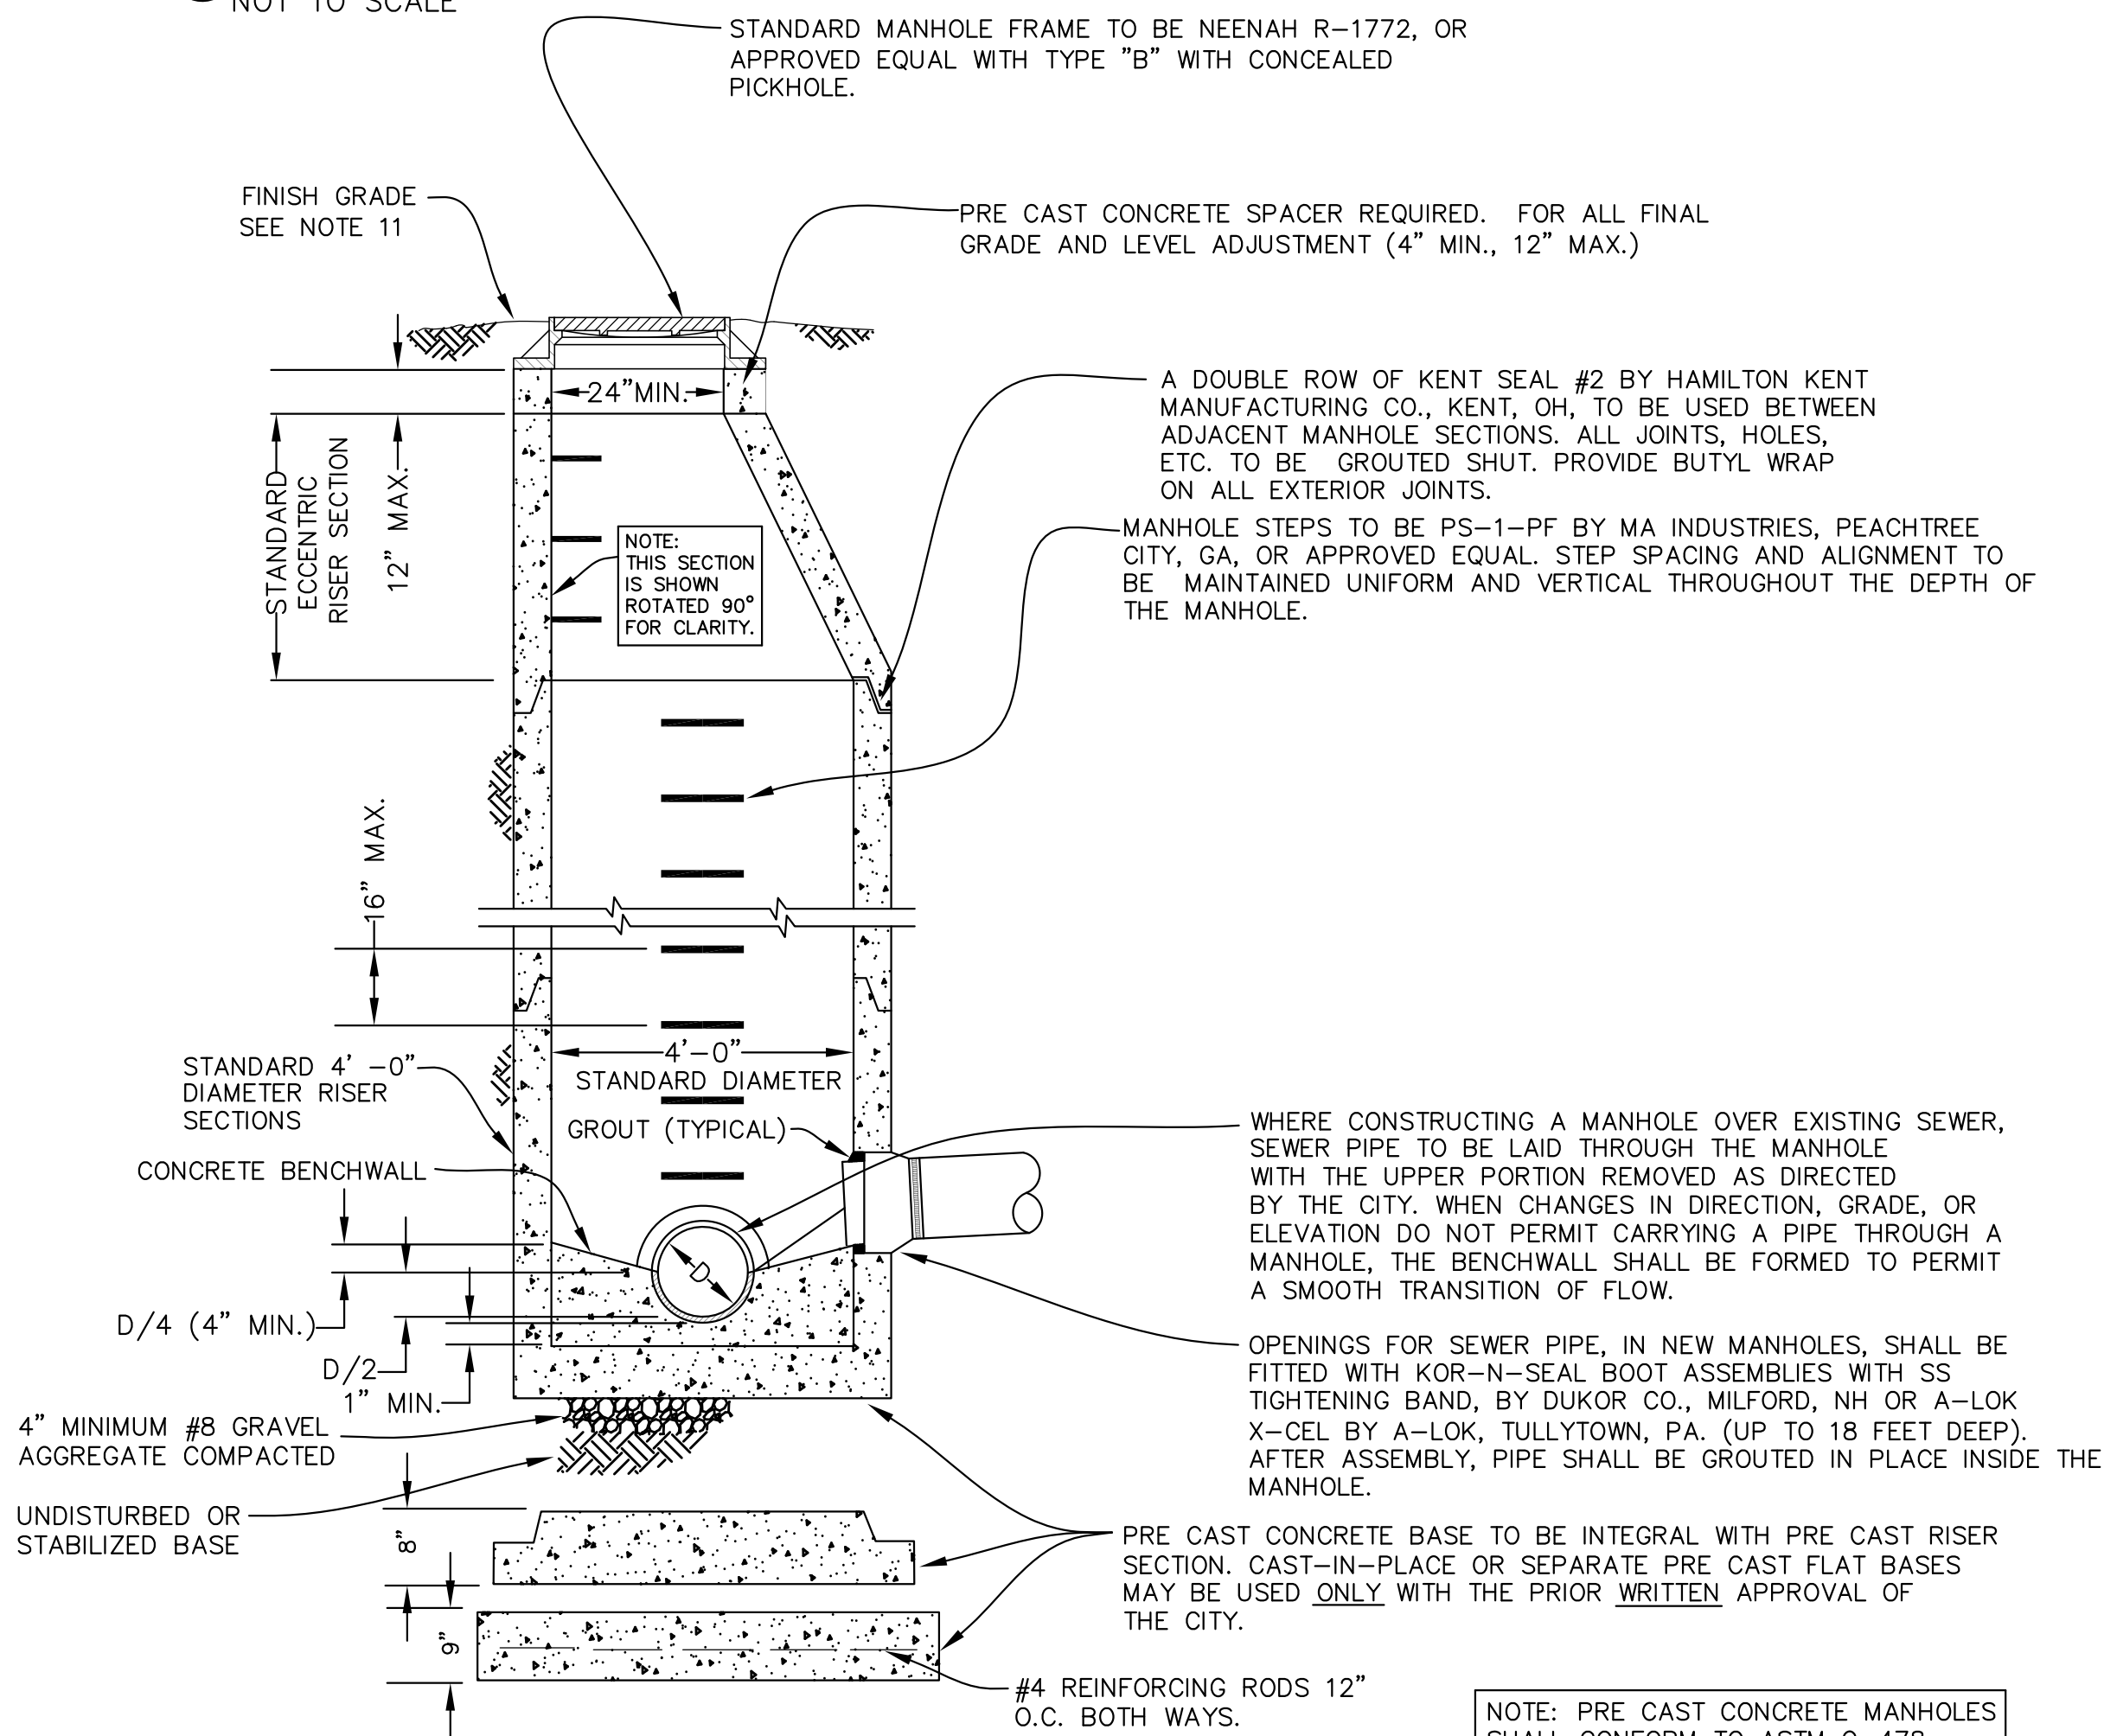 NOT TO SCALE
STANDARD MANHOLE FRAME TO BE NEENAH R-1772, OR
APPROVED EQUAL WITH TYPE "B" WITH CONCEALED
PICKHOLE.
FINISH GRADE
SEE NOTE 11
PRE CAST CONCRETE SPACER REQUIRED. FOR ALL FINAL
GRADE AND LEVEL ADJUSTMENT (4" MIN., 12" MAX.)
24"MIN.
A DOUBLE ROW OF KENT SEAL #2 BY HAMILTON KENT
MANUFACTURING CO., KENT, OH, TO BE USED BETWEEN
ADJACENT MANHOLE SECTIONS. ALL JOINTS, HOLES,
ETC. TO BE GROUTED SHUT. PROVIDE BUTYL WRAP
ON ALL EXTERIOR JOINTS.
STANDARD
ECCENTRIC
RISER SECTION
12" MAX.
NOTE:
THIS SECTION
IS SHOWN
ROTATED 90°
FOR CLARITY.
MANHOLE STEPS TO BE PS-1-PF BY MA INDUSTRIES, PEACHTREE
CITY, GA, OR APPROVED EQUAL. STEP SPACING AND ALIGNMENT TO
BE MAINTAINED UNIFORM AND VERTICAL THROUGHOUT THE DEPTH OF
THE MANHOLE.
16" MAX.
4'-0"
STANDARD DIAMETER
STANDARD 4' -0"
DIAMETER RISER
SECTIONS
GROUT (TYPICAL)
CONCRETE BENCHWALL
WHERE CONSTRUCTING A MANHOLE OVER EXISTING SEWER,
SEWER PIPE TO BE LAID THROUGH THE MANHOLE
WITH THE UPPER PORTION REMOVED AS DIRECTED
BY THE CITY. WHEN CHANGES IN DIRECTION, GRADE, OR
ELEVATION DO NOT PERMIT CARRYING A PIPE THROUGH A
MANHOLE, THE BENCHWALL SHALL BE FORMED TO PERMIT
A SMOOTH TRANSITION OF FLOW.
D
D/4 (4" MIN.)
D/2
1" MIN.
OPENINGS FOR SEWER PIPE, IN NEW MANHOLES, SHALL BE
FITTED WITH KOR-N-SEAL BOOT ASSEMBLIES WITH SS
TIGHTENING BAND, BY DUKOR CO., MILFORD, NH OR A-LOK
X-CEL BY A-LOK, TULLYTOWN, PA. (UP TO 18 FEET DEEP).
AFTER ASSEMBLY, PIPE SHALL BE GROUTED IN PLACE INSIDE THE
MANHOLE.
4" MINIMUM #8 GRAVEL
AGGREGATE COMPACTED
UNDISTURBED OR
STABILIZED BASE
8"
9"
PRE CAST CONCRETE BASE TO BE INTEGRAL WITH PRE CAST RISER
SECTION. CAST-IN-PLACE OR SEPARATE PRE CAST FLAT BASES
MAY BE USED ONLY WITH THE PRIOR WRITTEN APPROVAL OF
THE CITY.
#4 REINFORCING RODS 12"
O.C. BOTH WAYS.
NOTE: PRE CAST CONCRETE MANHOLES
SHALL CONFORM TO ASTM